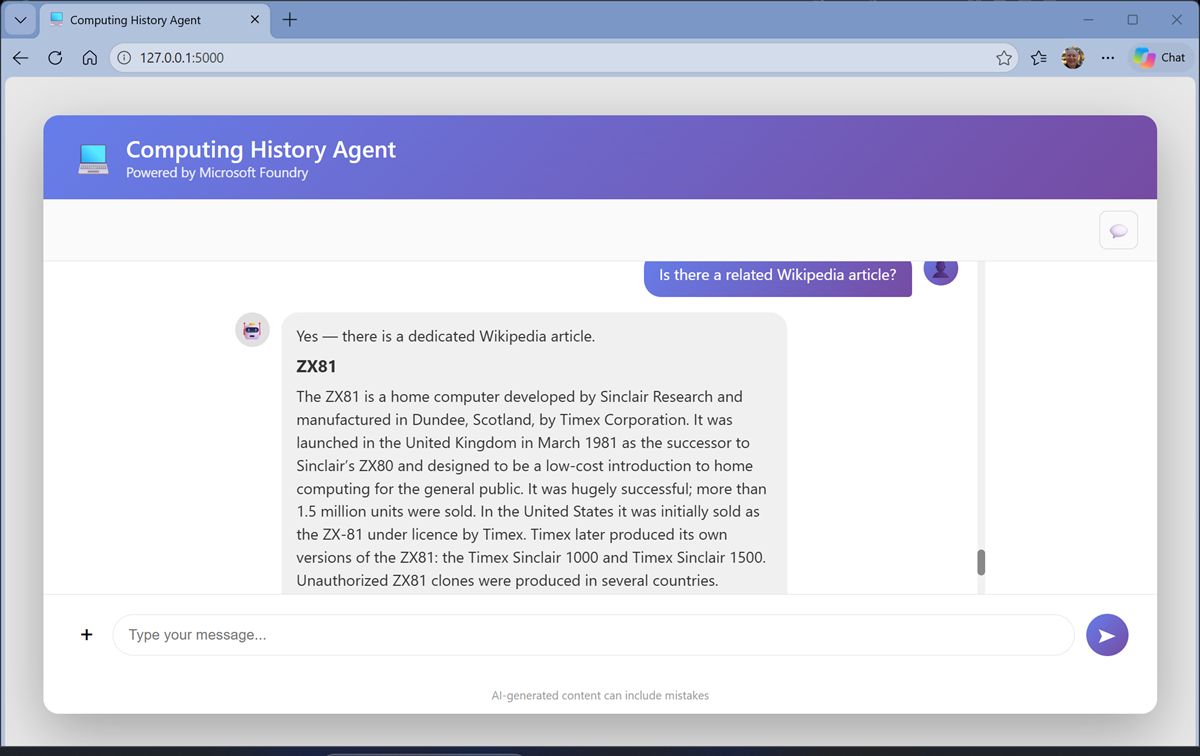 Computing History Agent
127.0.0.1:5000
Chat
Computing History Agent
Powered by Microsoft Foundry
Is there a related Wikipedia article?
Yes — there is a dedicated Wikipedia article.
ZX81
The ZX81 is a home computer developed by Sinclair Research and
manufactured in Dundee, Scotland, by Timex Corporation. It was
launched in the United Kingdom in March 1981 as the successor to
Sinclair’s ZX80 and designed to be a low-cost introduction to home
computing for the general public. It was hugely successful; more than
1.5 million units were sold. In the United States it was initially sold as
the ZX-81 under licence by Timex. Timex later produced its own
versions of the ZX81: the Timex Sinclair 1000 and Timex Sinclair 1500.
Unauthorized ZX81 clones were produced in several countries.
Type your message...
AI-generated content can include mistakes